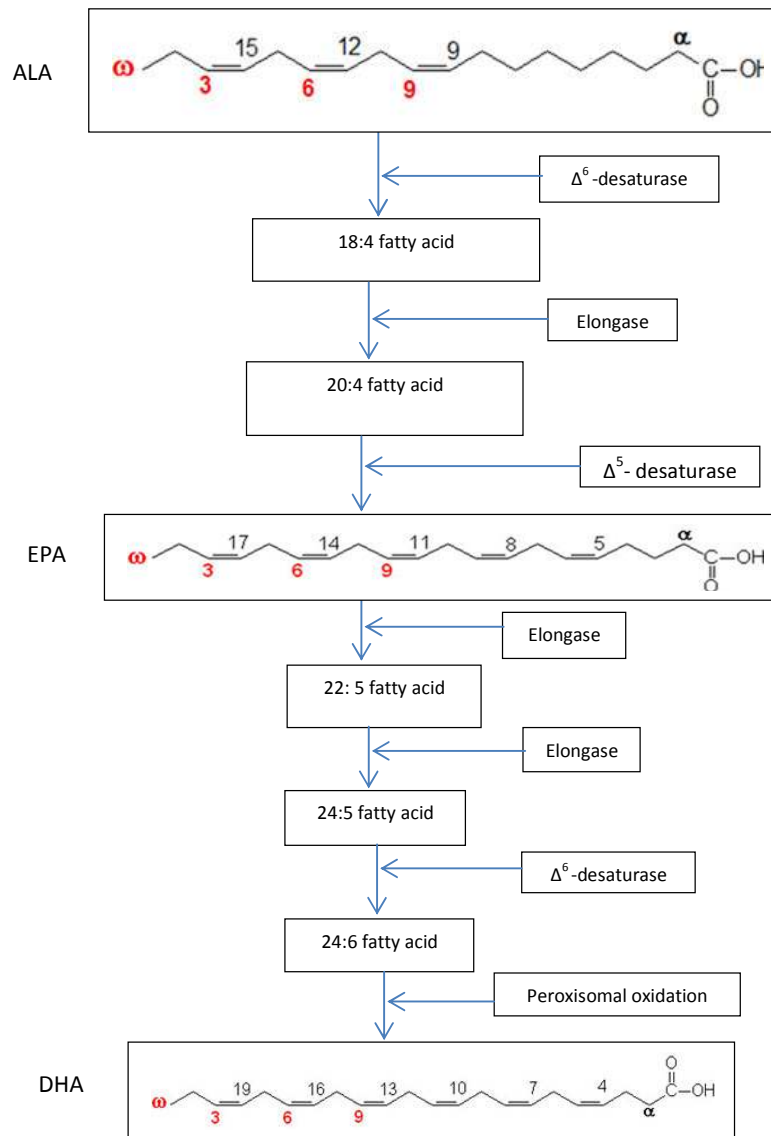 ALA
α
15 12 9
ω 3 6 9
C–OH
O
Δ⁶-desaturase
18:4 fatty acid
Elongase
20:4 fatty acid
Δ⁵- desaturase
EPA
α
17 14 11 8 5
ω 3 6 9
C–OH
O
Elongase
22: 5 fatty acid
Elongase
24:5 fatty acid
Δ⁶-desaturase
24:6 fatty acid
Peroxisomal oxidation
DHA
O
19 16 13 10 7 4
C–OH
ω 3 6 9 α